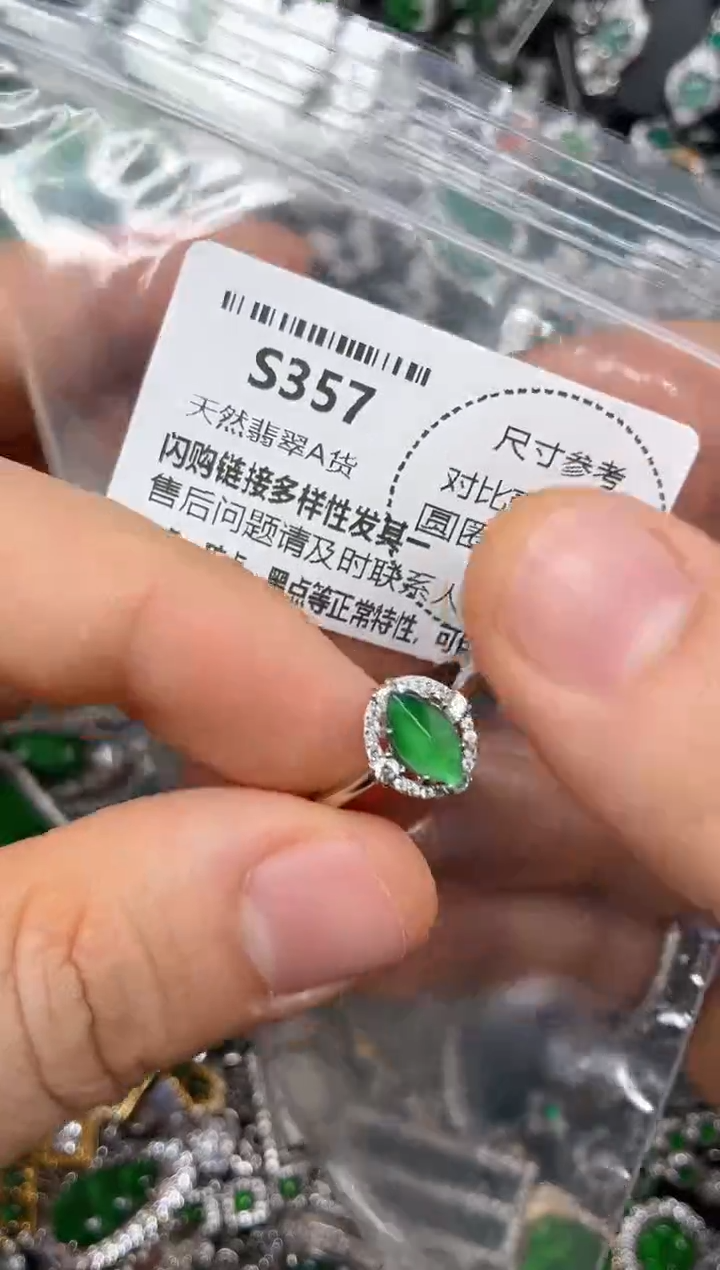 S357
天然翡翠A货
闪购链接多样性发其一
售后问题请及时联系人
黑点等正常特性,可
尺寸参考
对比
圆圈